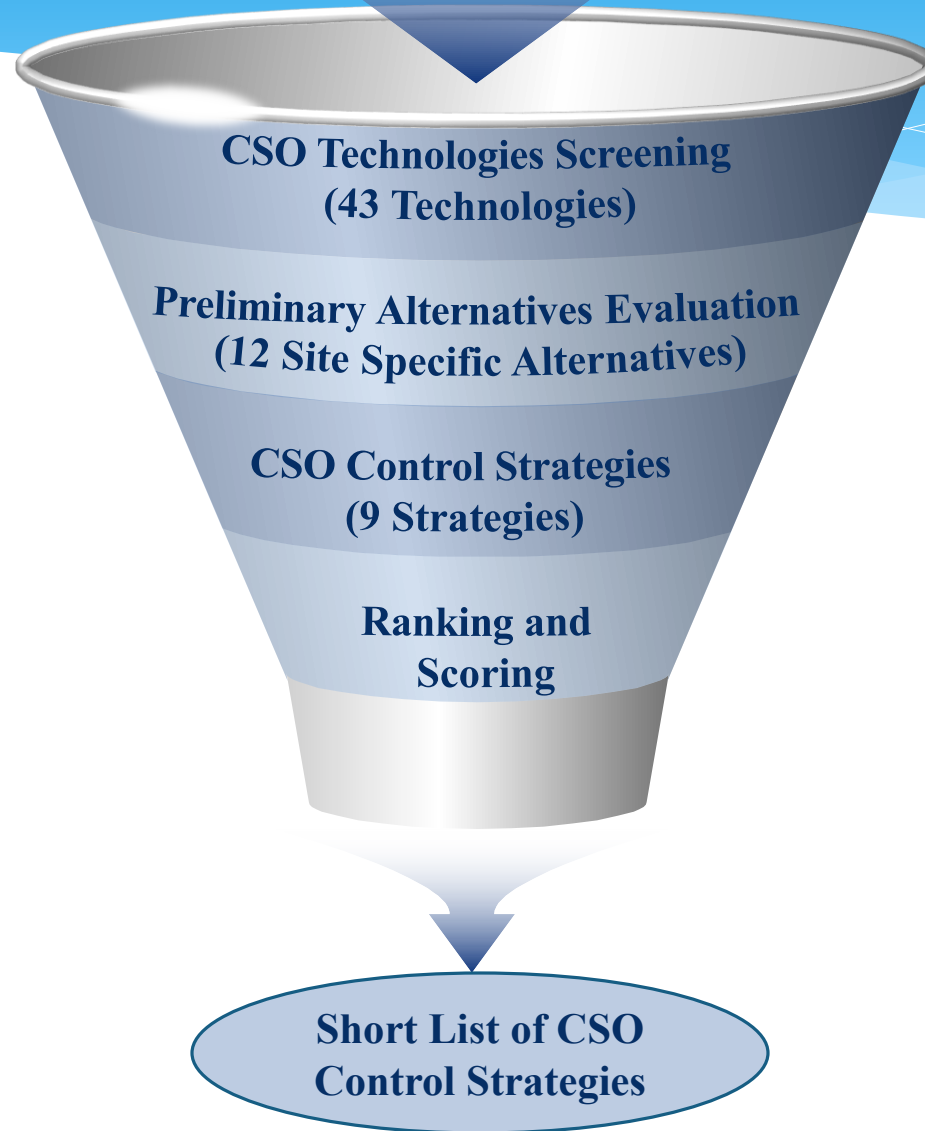 CSO Technologies Screening
(43 Technologies)
Preliminary Alternatives Evaluation
(12 Site Specific Alternatives)
CSO Control Strategies
(9 Strategies)
Ranking and
Scoring
Short List of CSO
Control Strategies